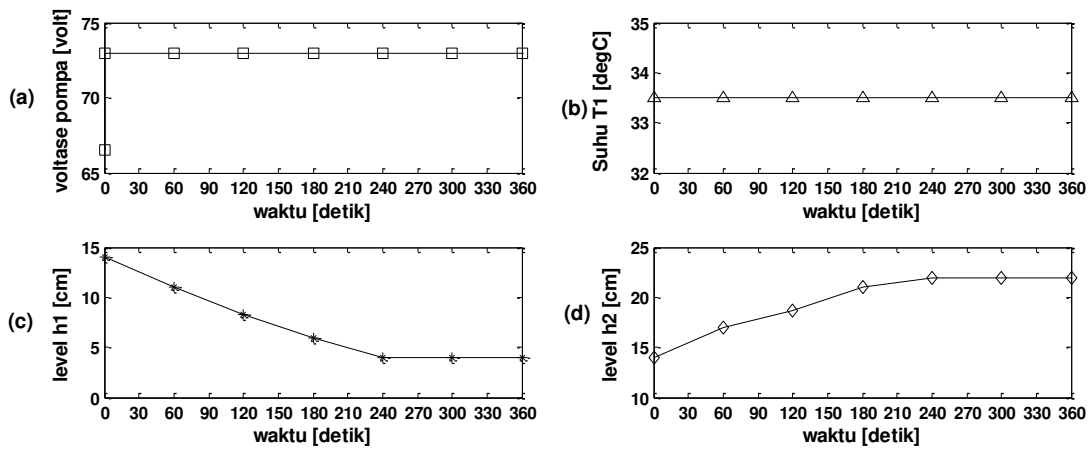 (a)
voltase pompa [volt]
75
70
65
0 30 60 90 120 150 180 210 240 270 300 330 360
waktu [detik]
(b)
Suhu T1 [degC]
35
34
33
32
0 30 60 90 120 150 180 210 240 270 300 330 360
waktu [detik]
(c)
level h1 [cm]
15
10
5
0
0 30 60 90 120 150 180 210 240 270 300 330 360
waktu [detik]
(d)
level h2 [cm]
25
20
15
10
0 30 60 90 120 150 180 210 240 270 300 330 360
waktu [detik]